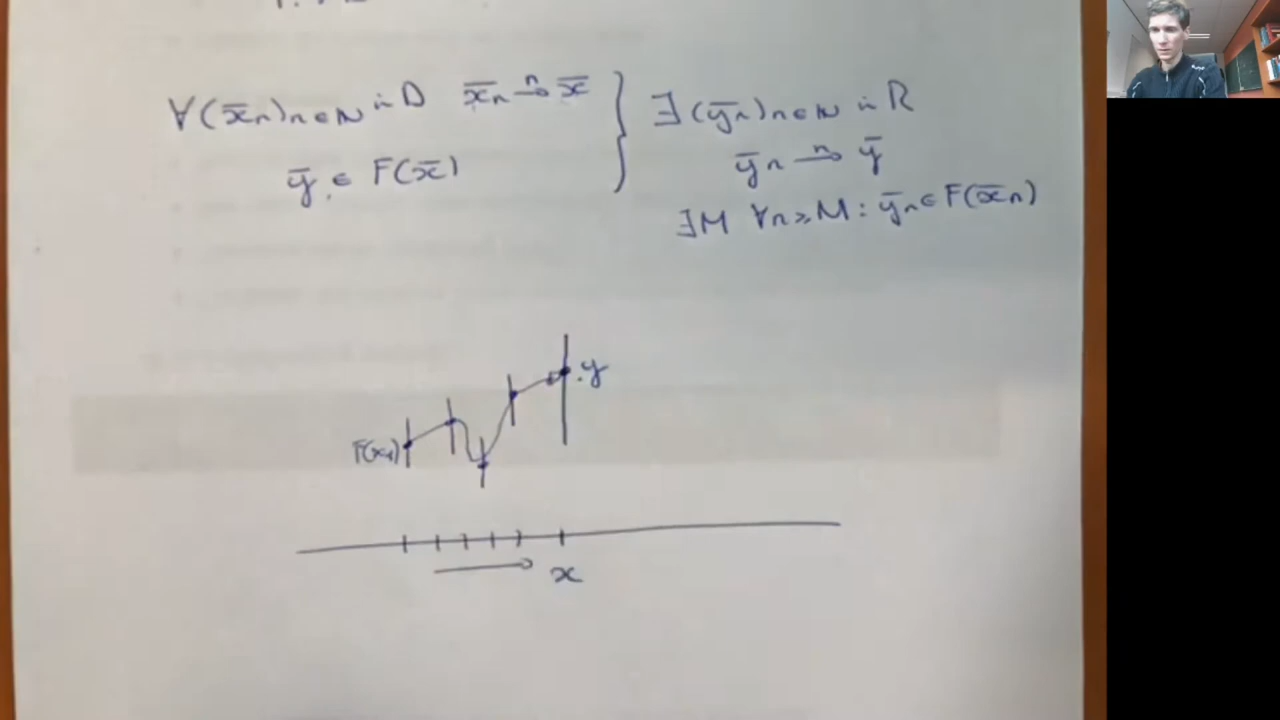 ∀(x̄ₙ)ₙ∈ℕ in D x̄ₙ →ⁿ x̄ } ∃(ȳₙ)ₙ∈ℕ in R
ȳ ∈ F(x̄) ȳₙ →ⁿ ȳ
∃M ∀n≥M: ȳₙ∈F(x̄ₙ)
y
F(x₁)
x